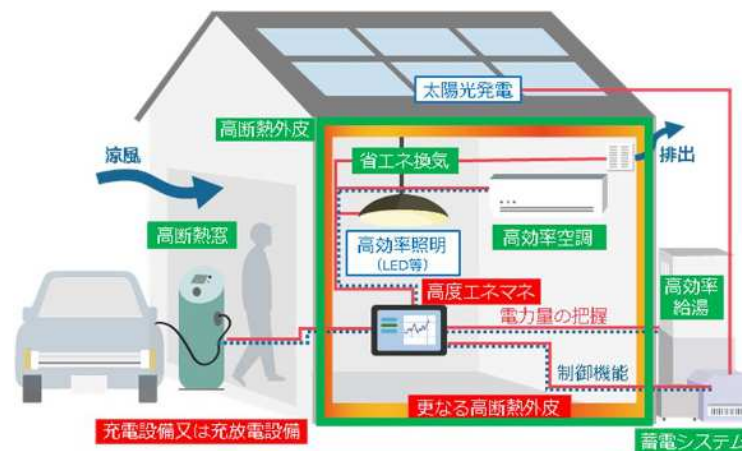 太陽光発電
高断熱外皮
涼風
省エネ換気
排出
高断熱窓
高効率照明
(LED等)
高効率空調
高効率
給湯
高度エネマネ
電力量の把握
制御機能
更なる高断熱外皮
充電設備又は充放電設備
蓄電システム